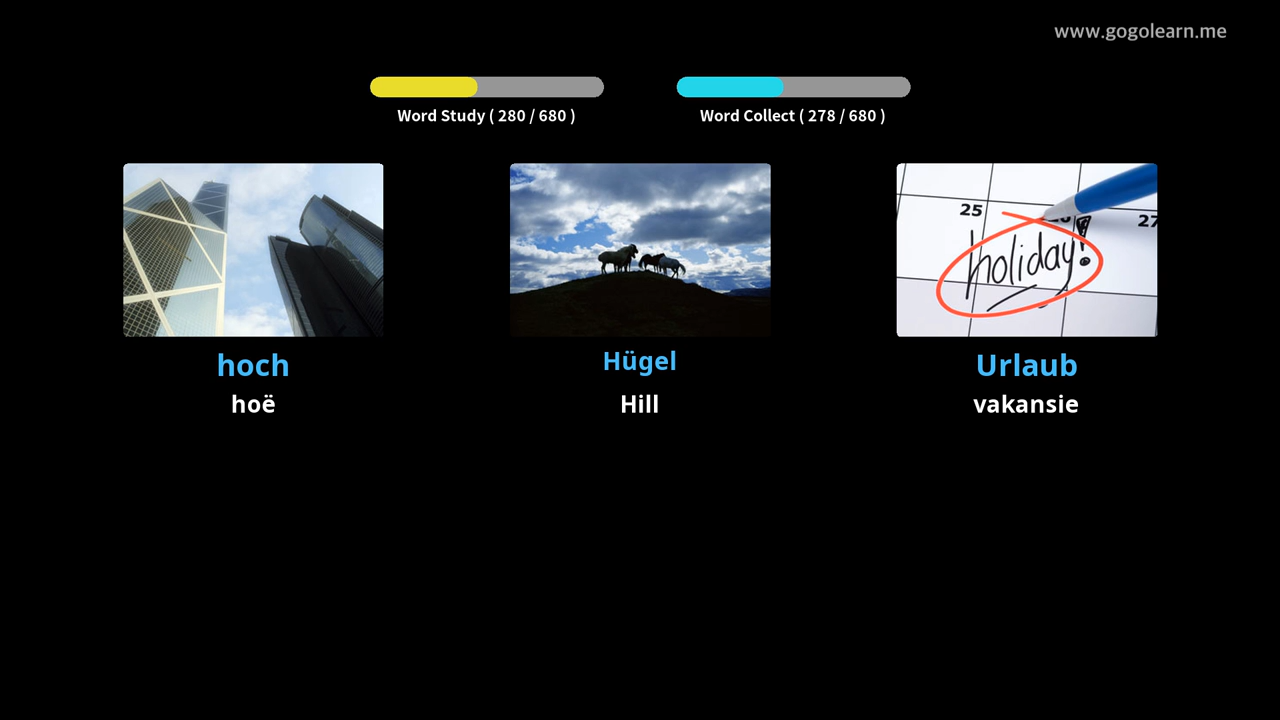 www.gogolearn.me
Word Study ( 280 / 680 )
Word Collect ( 278 / 680 )
25
27
holiday!
hoch
Hügel
Urlaub
hoë
Hill
vakansie